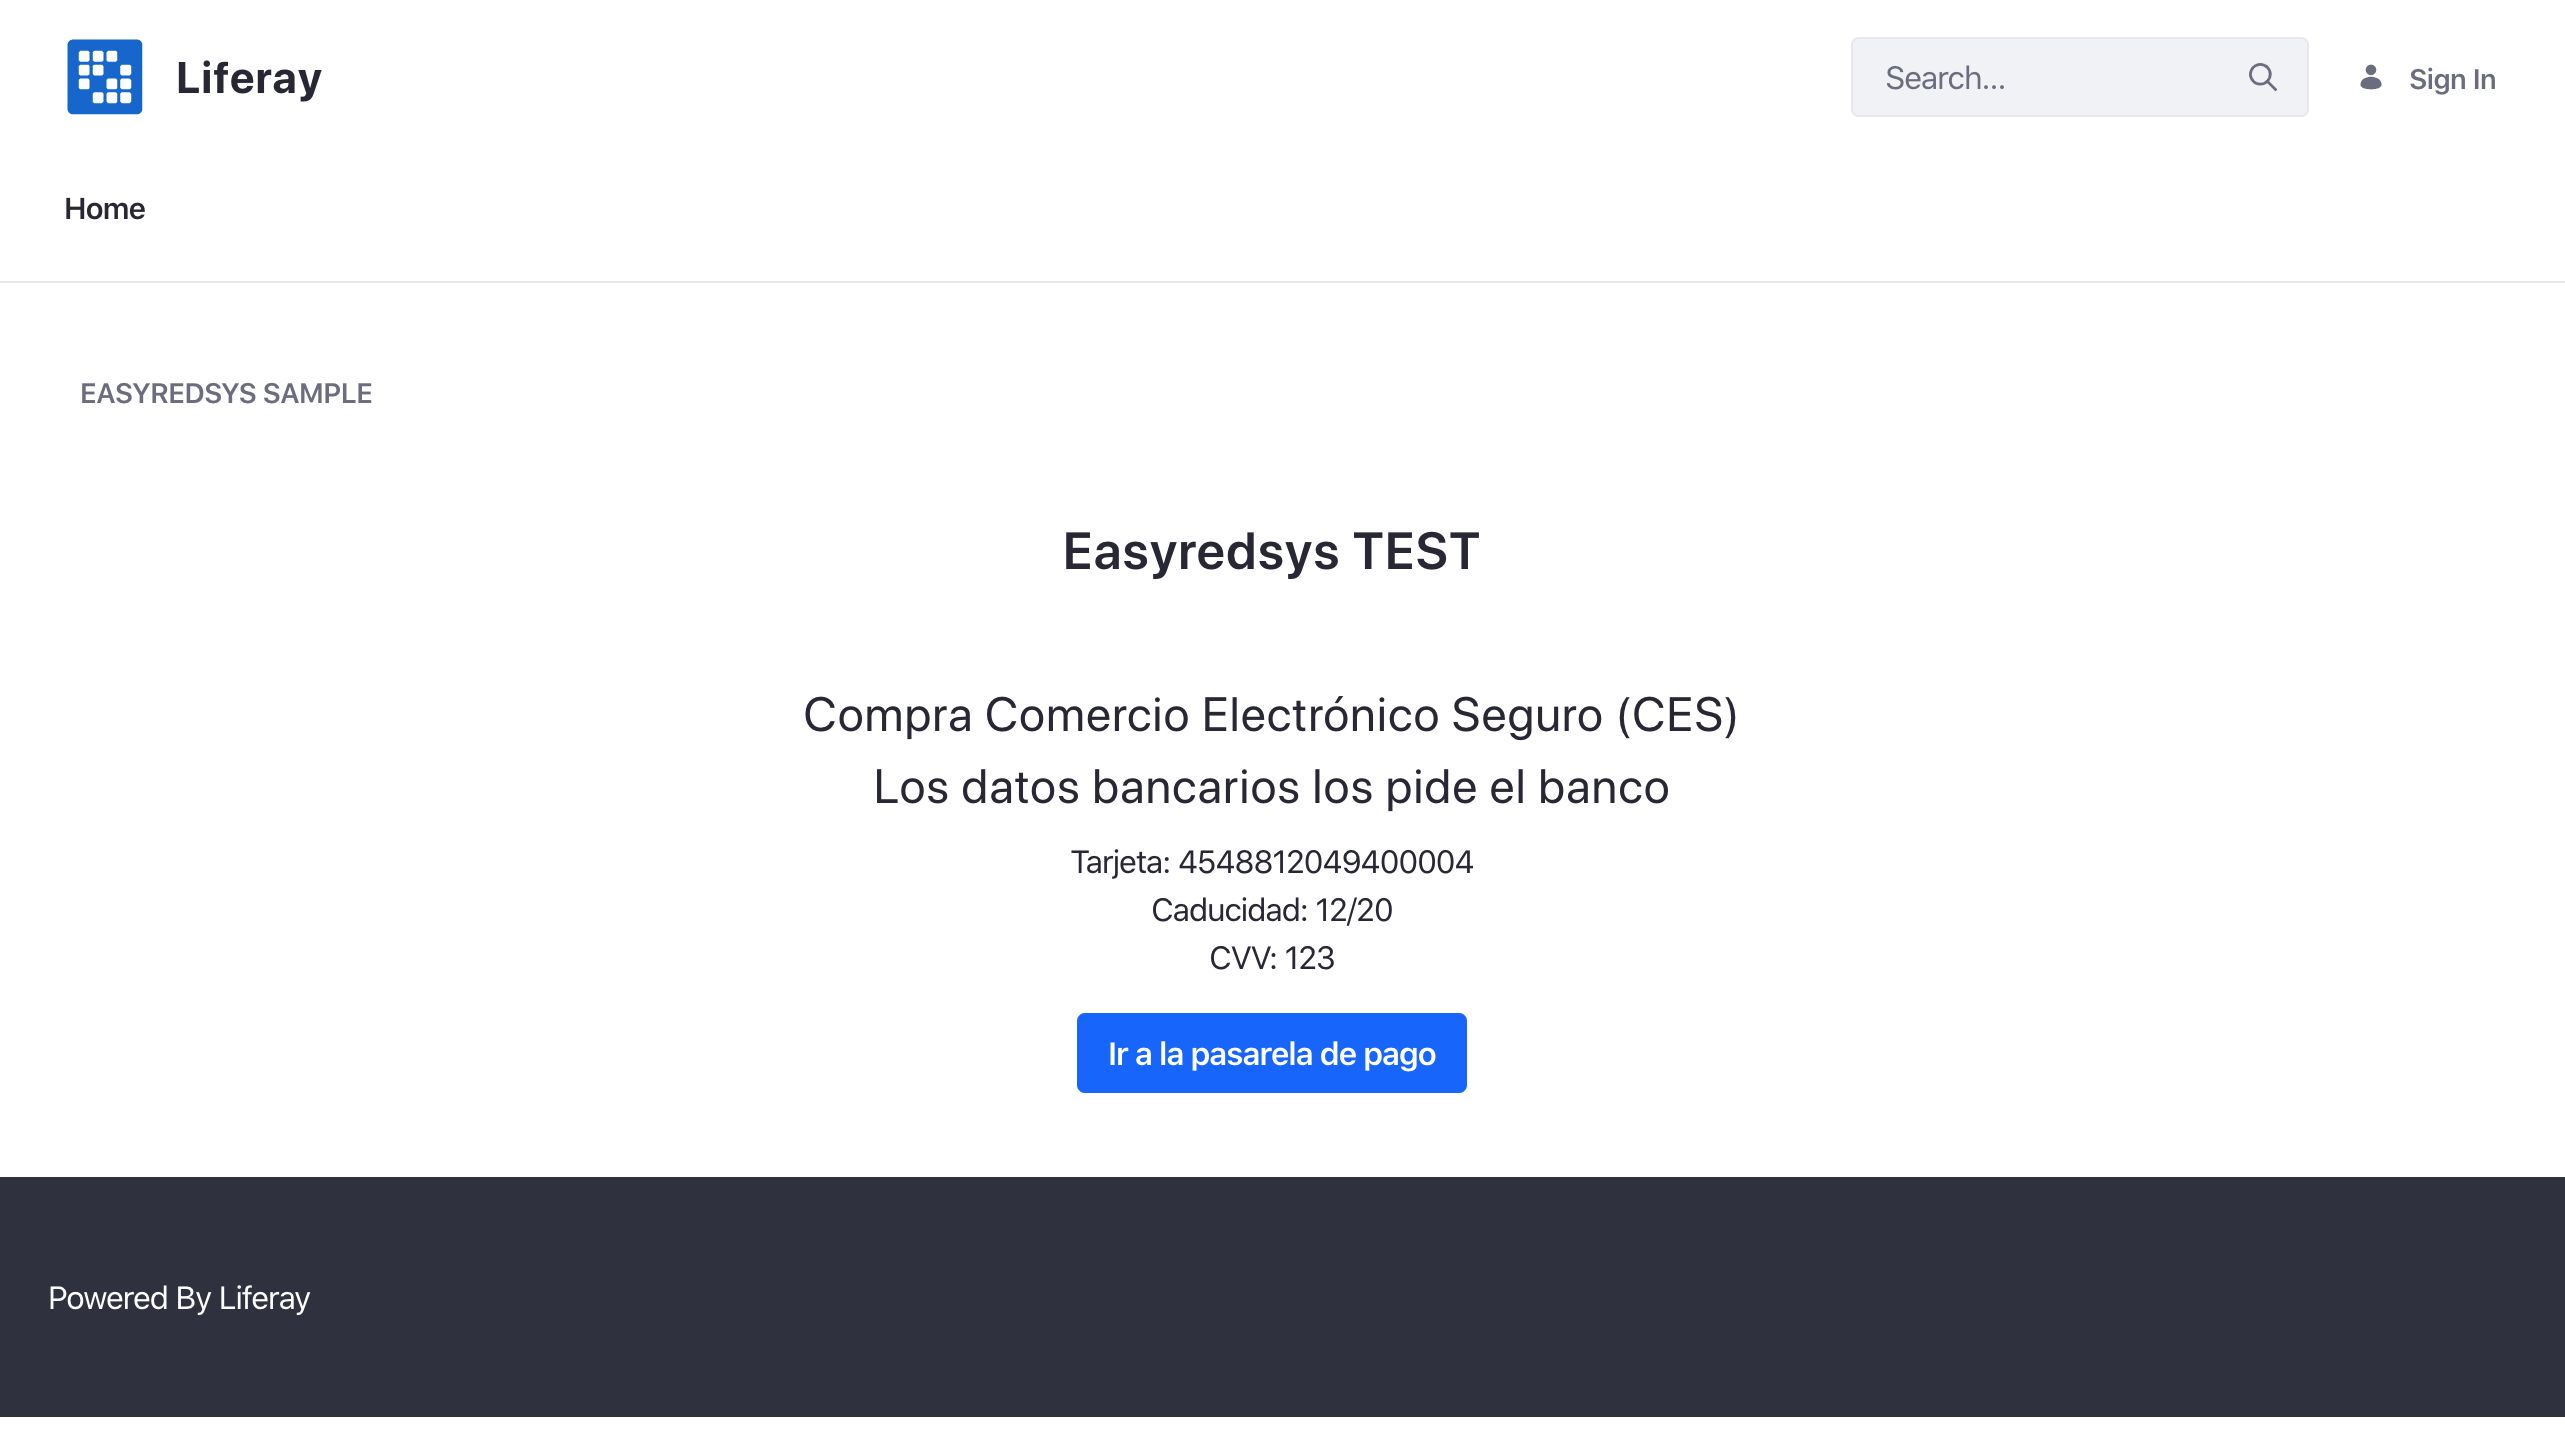 Liferay
Search...
Sign In
Home
EASYREDSYS SAMPLE
Easyredsys TEST
Compra Comercio Electrónico Seguro (CES)
Los datos bancarios los pide el banco
Tarjeta: 4548812049400004
Caducidad: 12/20
CVV: 123
Ir a la pasarela de pago
Powered By Liferay